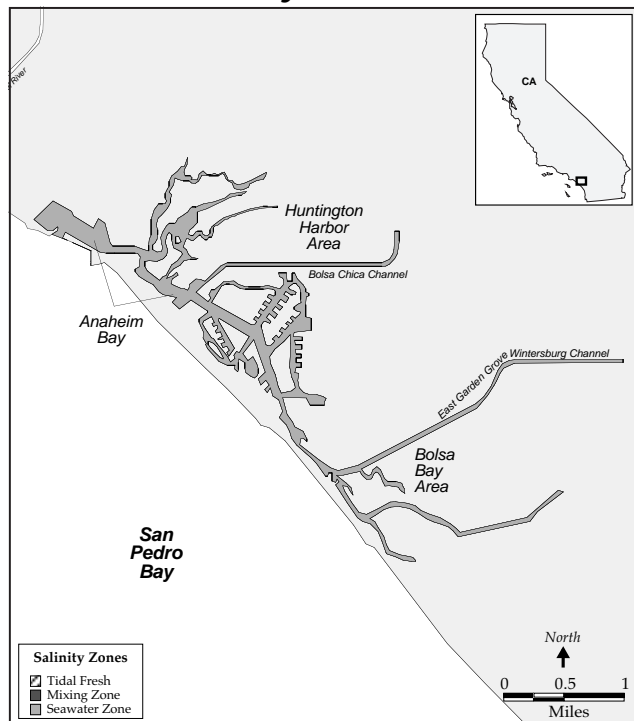 River
CA
Huntington
Harbor
Area
Bolsa Chica Channel
Anaheim
Bay
East Garden Grove Wintersburg Channel
Bolsa
Bay
Area
San
Pedro
Bay
Salinity Zones
Tidal Fresh
Mixing Zone
Seawater Zone
North
0 0.5 1
Miles